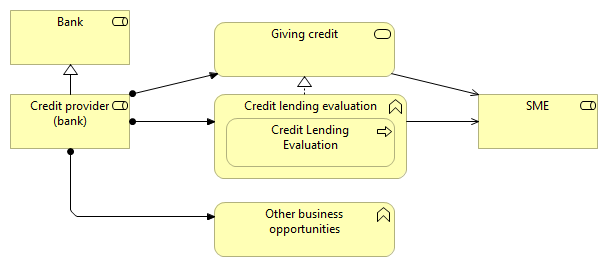 Bank
Giving credit
Credit provider
(bank)
Credit lending evaluation
Credit Lending
Evaluation
SME
Other business
opportunities